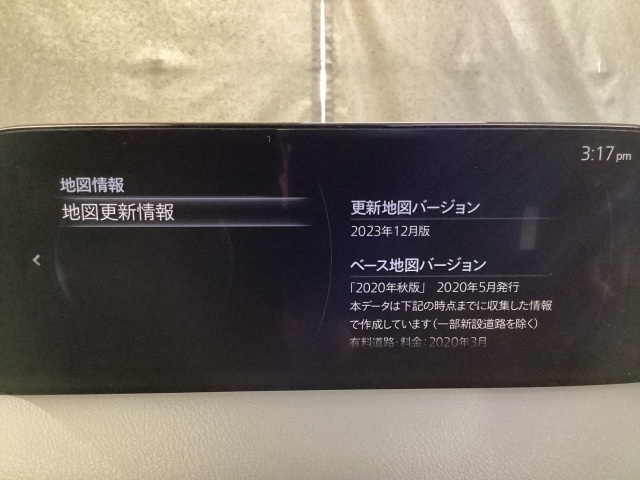 3:17 pm
地図情報
地図更新情報
更新地図バージョン
2023年12月版
ベース地図バージョン
「2020年秋版」 2020年5月発行
本データは下記の時点までに収集した情報
で作成しています(一部新設道路を除く)
有料道路・料金:2020年3月